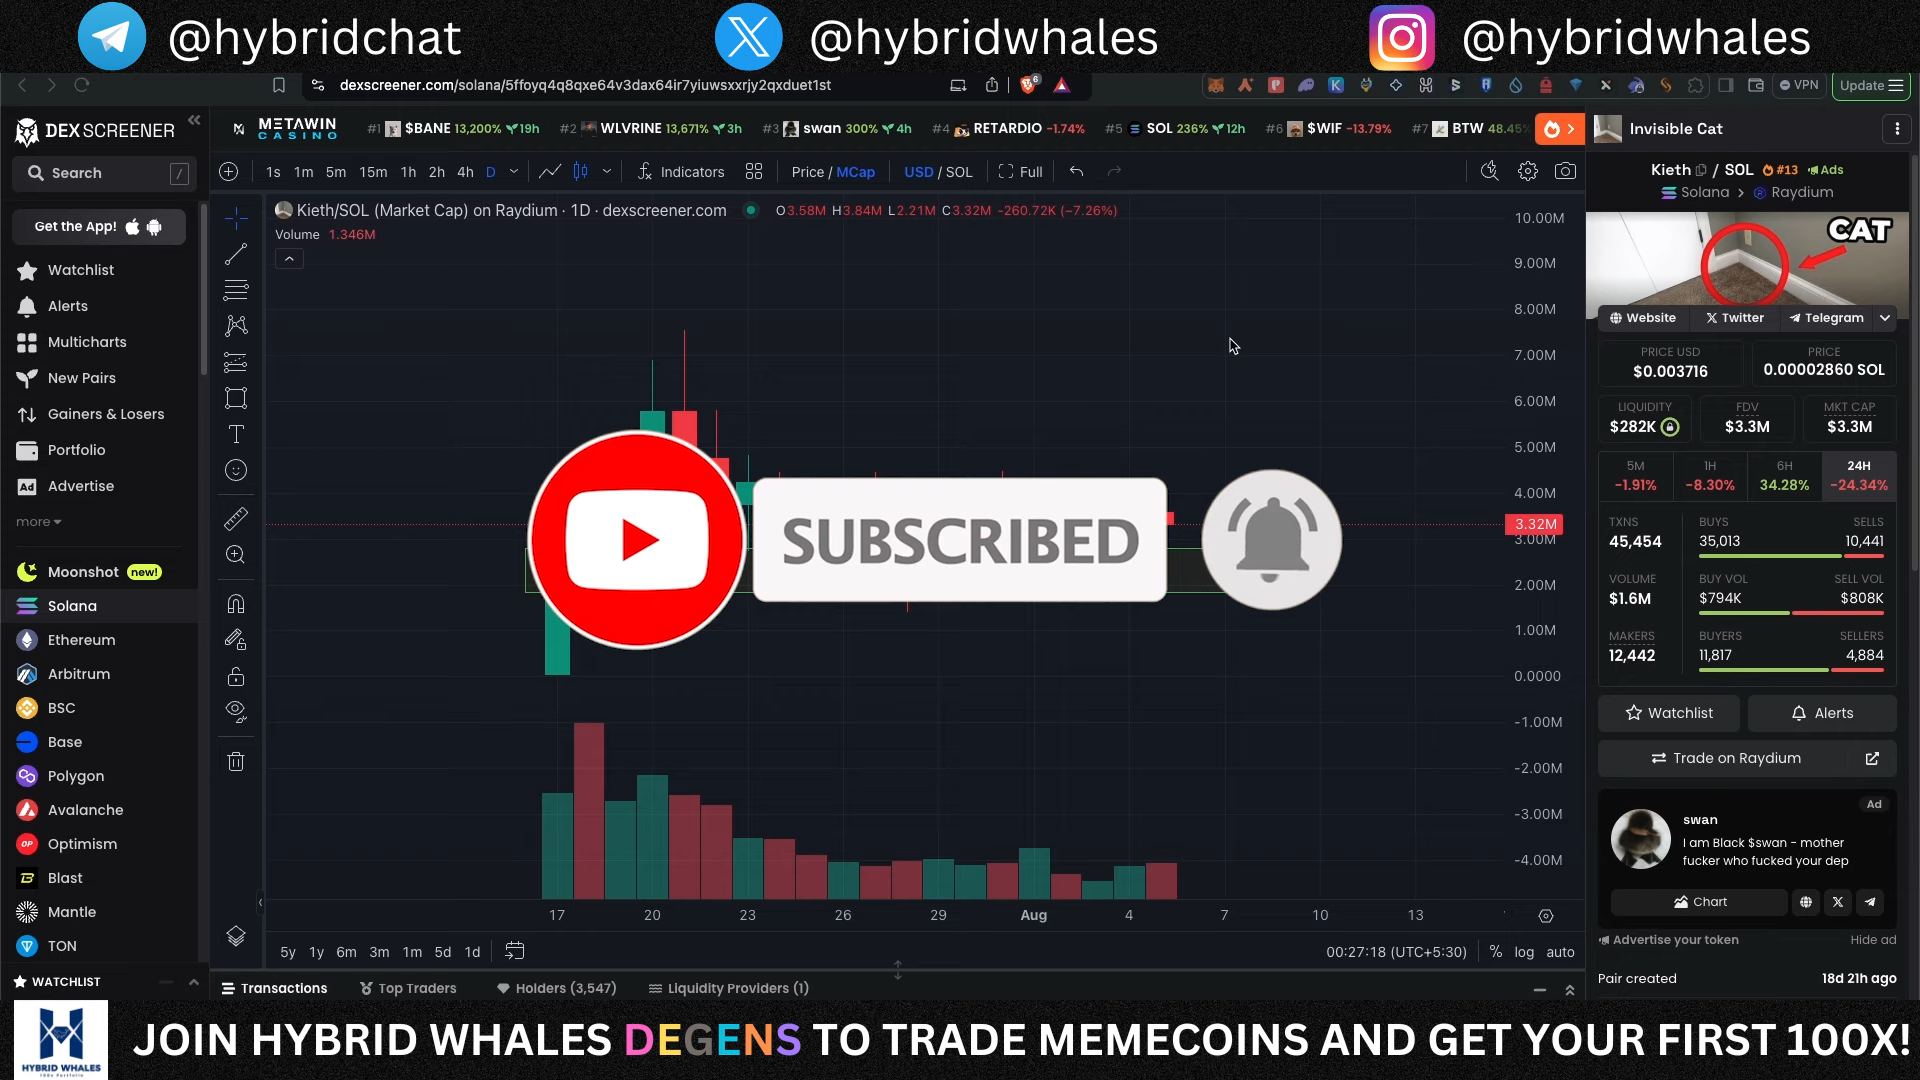 @hybridchat @hybridwhales @hybridwhales
dexscreener.com/solana/5ffoyq4q8qxe64v3dax64ir7yiuwsxxrjy2qxduet1st
6
VPN
Update
DEX SCREENER
METAWIN
CASINO
#1 $BANE 13,200% 19h #2 WLVRINE 13,671% 3h #3 swan 300% 4h #4 RETARDIO -1.74% #5 SOL 236% 12h #6 $WIF -13.79% #7 BTW 48.45%
Invisible Cat
Search /
1s 1m 5m 15m 1h 2h 4h D Indicators Price / MCap USD / SOL Full
Kieth / SOL #13 Ads
Solana > Raydium
Kieth/SOL (Market Cap) on Raydium · 1D · dexscreener.com O3.58M H3.84M L2.21M C3.32M -260.72K (-7.26%)
Volume 1.346M
Get the App!
Watchlist
Alerts
Multicharts
New Pairs
Gainers & Losers
Portfolio
Ad Advertise
more
Moonshot new!
Solana
Ethereum
Arbitrum
BSC
Base
Polygon
Avalanche
OP Optimism
Blast
Mantle
TON
WATCHLIST
10.00M
9.00M
8.00M
7.00M
6.00M
5.00M
4.00M
3.32M
3.00M
2.00M
1.00M
0.0000
-1.00M
-2.00M
-3.00M
-4.00M
SUBSCRIBED
17 20 23 26 29 Aug 4 7 10 13
5y 1y 6m 3m 1m 5d 1d
00:27:18 (UTC+5:30) % log auto
Transactions Top Traders Holders (3,547) Liquidity Providers (1)
CAT
Website Twitter Telegram
PRICE USD PRICE
$0.003716 0.00002860 SOL
LIQUIDITY FDV MKT CAP
$282K $3.3M $3.3M
5M 1H 6H 24H
-1.91% -8.30% 34.28% -24.34%
TXNS BUYS SELLS
45,454 35,013 10,441
VOLUME BUY VOL SELL VOL
$1.6M $794K $808K
MAKERS BUYERS SELLERS
12,442 11,817 4,884
Watchlist Alerts
Trade on Raydium
Ad
swan
I am Black $swan - mother
fucker who fucked your dep
Chart
Advertise your token Hide ad
Pair created 18d 21h ago
HYBRID WHALES
JOIN HYBRID WHALES DEGENS TO TRADE MEMECOINS AND GET YOUR FIRST 100X!